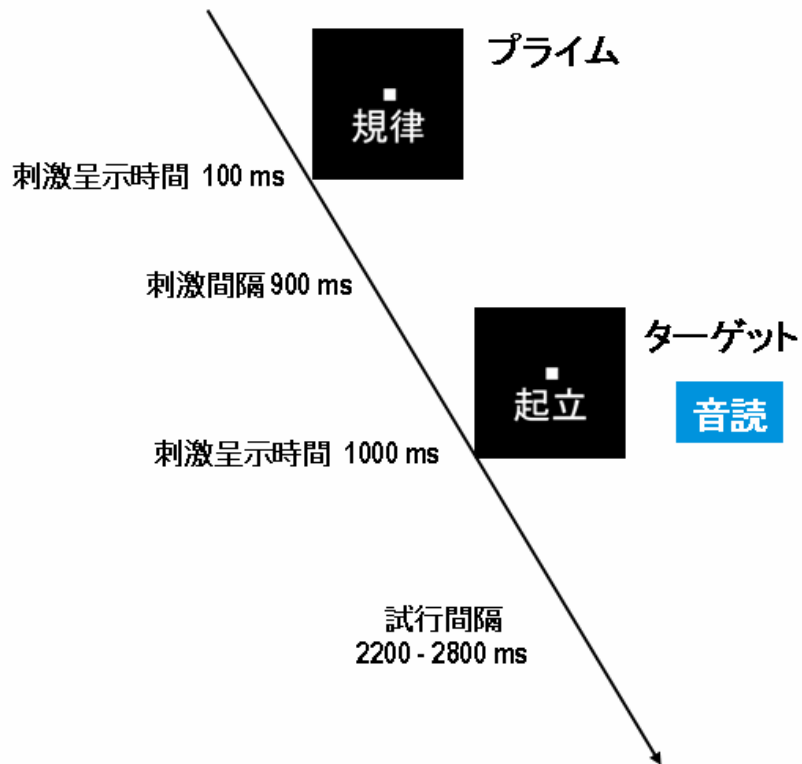 プライム
規律
刺激呈示時間 100 ms
刺激間隔 900 ms
ターゲット
起立
音読
刺激呈示時間 1000 ms
試行間隔
2200 - 2800 ms